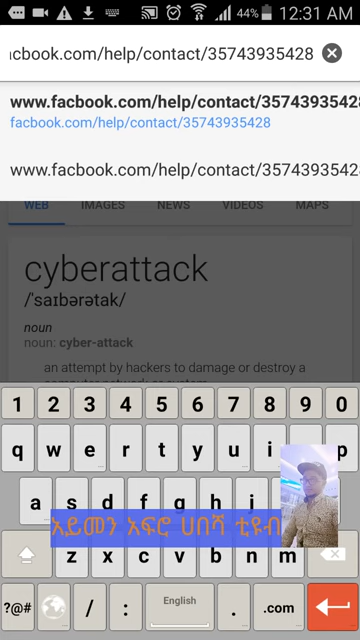 44% 12:31 AM
acbook.com/help/contact/35743935428
www.facbook.com/help/contact/35743935428
facbook.com/help/contact/35743935428
www.facbook.com/help/contact/3574393542
WEB IMAGES NEWS VIDEOS MAPS
cyberattack
/ˈsaɪbərətak/
noun
noun: cyber-attack
an attempt by hackers to damage or destroy a
1 2 3 4 5 6 7 8 9 0
q w e r t y u i p
a s d f g h j
አይመን አፍሮ ሀበሻ ቲዩብ
z x c v b n m
?@# / : English . .com